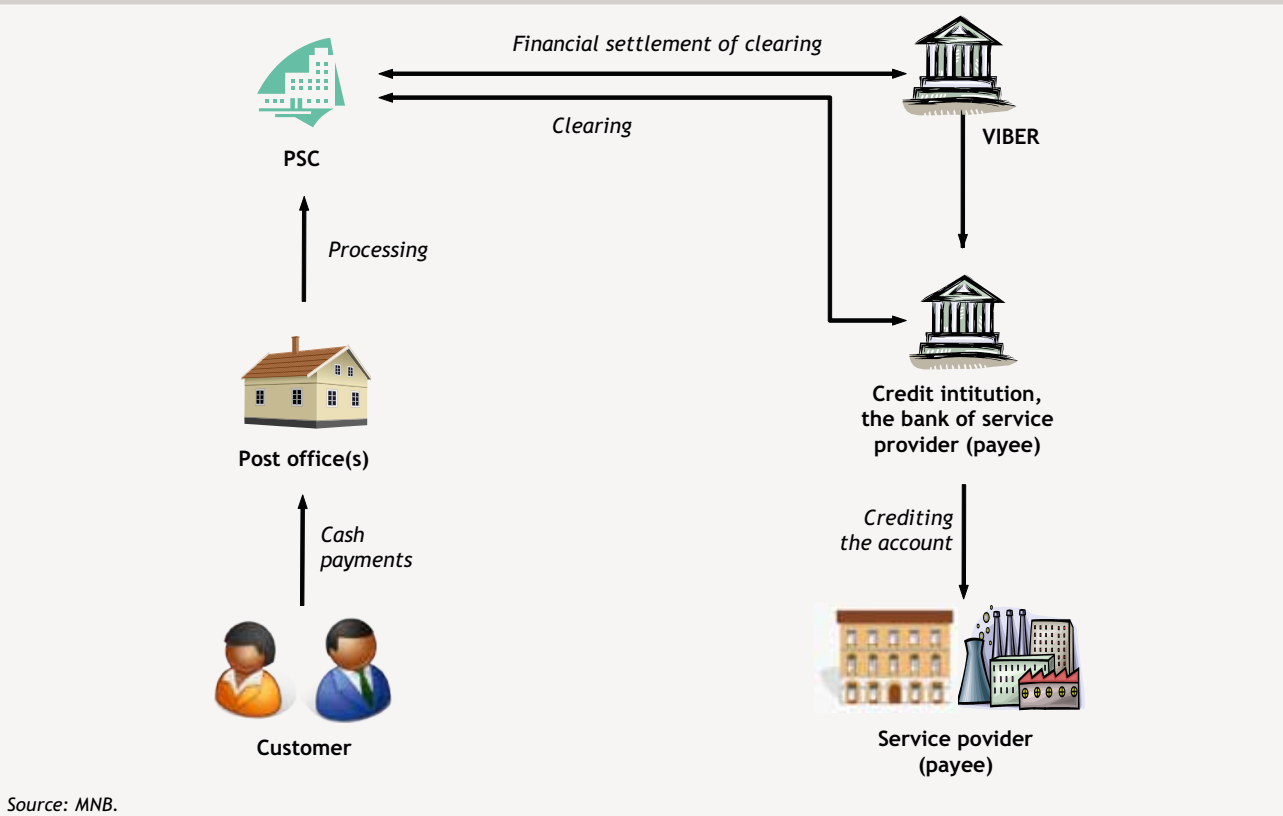 Financial settlement of clearing
Clearing
VIBER
PSC
Processing
Credit intitution,
the bank of service
provider (payee)
Post office(s)
Crediting
the account
Cash
payments
Service povider
(payee)
Customer
Source: MNB.